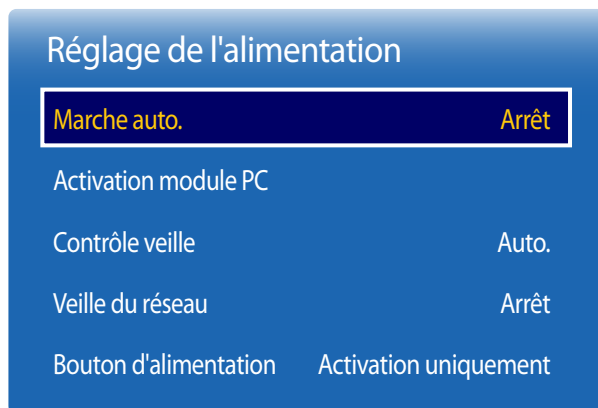 Réglage de l'alimentation
Marche auto. Arrêt
Activation module PC
Contrôle veille Auto.
Veille du réseau Arrêt
Bouton d'alimentation Activation uniquement